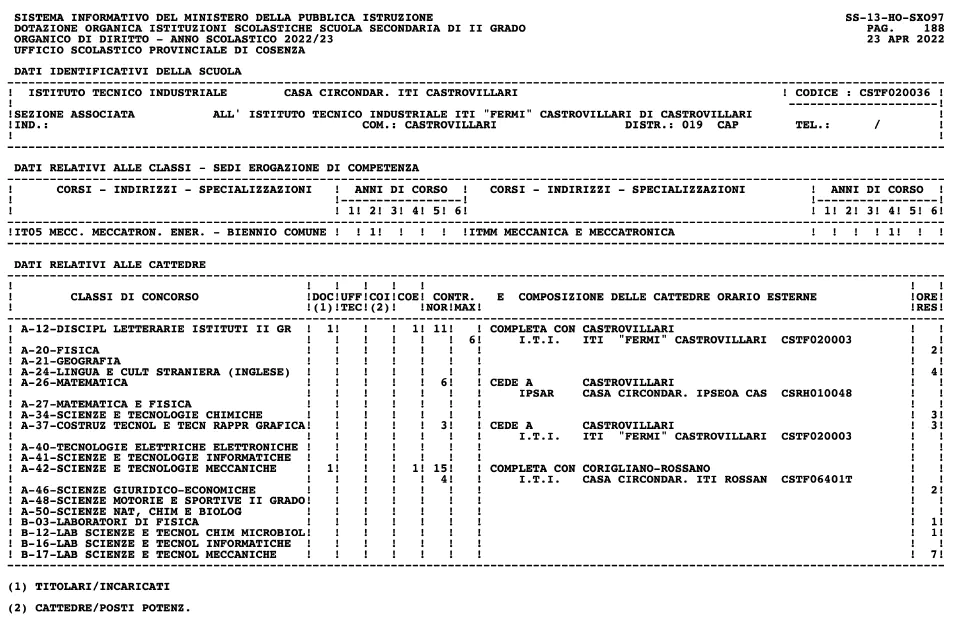 SISTEMA INFORMATIVO DEL MINISTERO DELLA PUBBLICA ISTRUZIONE SS-13-HO-SXO97
DOTAZIONE ORGANICA ISTITUZIONI SCOLASTICHE SCUOLA SECONDARIA DI II GRADO PAG. 188
ORGANICO DI DIRITTO - ANNO SCOLASTICO 2022/23 23 APR 2022
UFFICIO SCOLASTICO PROVINCIALE DI COSENZA
DATI IDENTIFICATIVI DELLA SCUOLA
------------------------------------------------------------
! ISTITUTO TECNICO INDUSTRIALE CASA CIRCONDAR. ITI CASTROVILLARI ! CODICE : CSTF020036 !
! ---------------------!
!SEZIONE ASSOCIATA ALL' ISTITUTO TECNICO INDUSTRIALE ITI "FERMI" CASTROVILLARI DI CASTROVILLARI !
!IND.: COM.: CASTROVILLARI DISTR.: 019 CAP TEL.: / !
! !
------------------------------------------------------------
DATI RELATIVI ALLE CLASSI - SEDI EROGAZIONE DI COMPETENZA
------------------------------------------------------------
! CORSI - INDIRIZZI - SPECIALIZZAZIONI ! ANNI DI CORSO ! CORSI - INDIRIZZI - SPECIALIZZAZIONI ! ANNI DI CORSO !
! !-----------------! !-----------------!
! ! 1! 2! 3! 4! 5! 6! ! 1! 2! 3! 4! 5! 6!
------------------------------------------------------------
!IT05 MECC. MECCATRON. ENER. - BIENNIO COMUNE ! ! 1! ! ! ! !ITMM MECCANICA E MECCATRONICA ! ! ! ! 1! ! !
------------------------------------------------------------
DATI RELATIVI ALLE CATTEDRE
------------------------------------------------------------
! ! ! ! ! ! ! !
! CLASSI DI CONCORSO !DOC!UFF!COI!COE! CONTR. E COMPOSIZIONE DELLE CATTEDRE ORARIO ESTERNE !ORE!
! !(1)!TEC!(2)! !NOR!MAX! !RES!
------------------------------------------------------------
! A-12-DISCIPL LETTERARIE ISTITUTI II GR ! 1! ! ! 1! 11! ! COMPLETA CON CASTROVILLARI ! !
! ! ! ! ! ! 6! I.T.I. ITI "FERMI" CASTROVILLARI CSTF020003 ! !
! A-20-FISICA ! ! ! ! ! ! ! ! 2!
! A-21-GEOGRAFIA ! ! ! ! ! ! ! ! !
! A-24-LINGUA E CULT STRANIERA (INGLESE) ! ! ! ! ! ! ! ! 4!
! A-26-MATEMATICA ! ! ! ! ! 6! ! CEDE A CASTROVILLARI ! !
! ! ! ! ! ! ! ! IPSAR CASA CIRCONDAR. IPSEOA CAS CSRH010048 ! !
! A-27-MATEMATICA E FISICA ! ! ! ! ! ! ! ! !
! A-34-SCIENZE E TECNOLOGIE CHIMICHE ! ! ! ! ! ! ! ! 3!
! A-37-COSTRUZ TECNOL E TECN RAPPR GRAFICA! ! ! ! ! 3! ! CEDE A CASTROVILLARI ! 3!
! ! ! ! ! ! ! ! I.T.I. ITI "FERMI" CASTROVILLARI CSTF020003 ! !
! A-40-TECNOLOGIE ELETTRICHE ELETTRONICHE ! ! ! ! ! ! ! ! !
! A-41-SCIENZE E TECNOLOGIE INFORMATICHE ! ! ! ! ! ! ! ! !
! A-42-SCIENZE E TECNOLOGIE MECCANICHE ! 1! ! ! 1! 15! ! COMPLETA CON CORIGLIANO-ROSSANO ! !
! ! ! ! ! ! 4! ! I.T.I. CASA CIRCONDAR. ITI ROSSAN CSTF06401T ! !
! A-46-SCIENZE GIURIDICO-ECONOMICHE ! ! ! ! ! ! ! ! 2!
! A-48-SCIENZE MOTORIE E SPORTIVE II GRADO! ! ! ! ! ! ! ! !
! A-50-SCIENZE NAT, CHIM E BIOLOG ! ! ! ! ! ! ! ! !
! B-03-LABORATORI DI FISICA ! ! ! ! ! ! ! ! 1!
! B-12-LAB SCIENZE E TECNOL CHIM MICROBIOL! ! ! ! ! ! ! ! 1!
! B-16-LAB SCIENZE E TECNOL INFORMATICHE ! ! ! ! ! ! ! ! !
! B-17-LAB SCIENZE E TECNOL MECCANICHE ! ! ! ! ! ! ! ! 7!
------------------------------------------------------------
(1) TITOLARI/INCARICATI
(2) CATTEDRE/POSTI POTENZ.